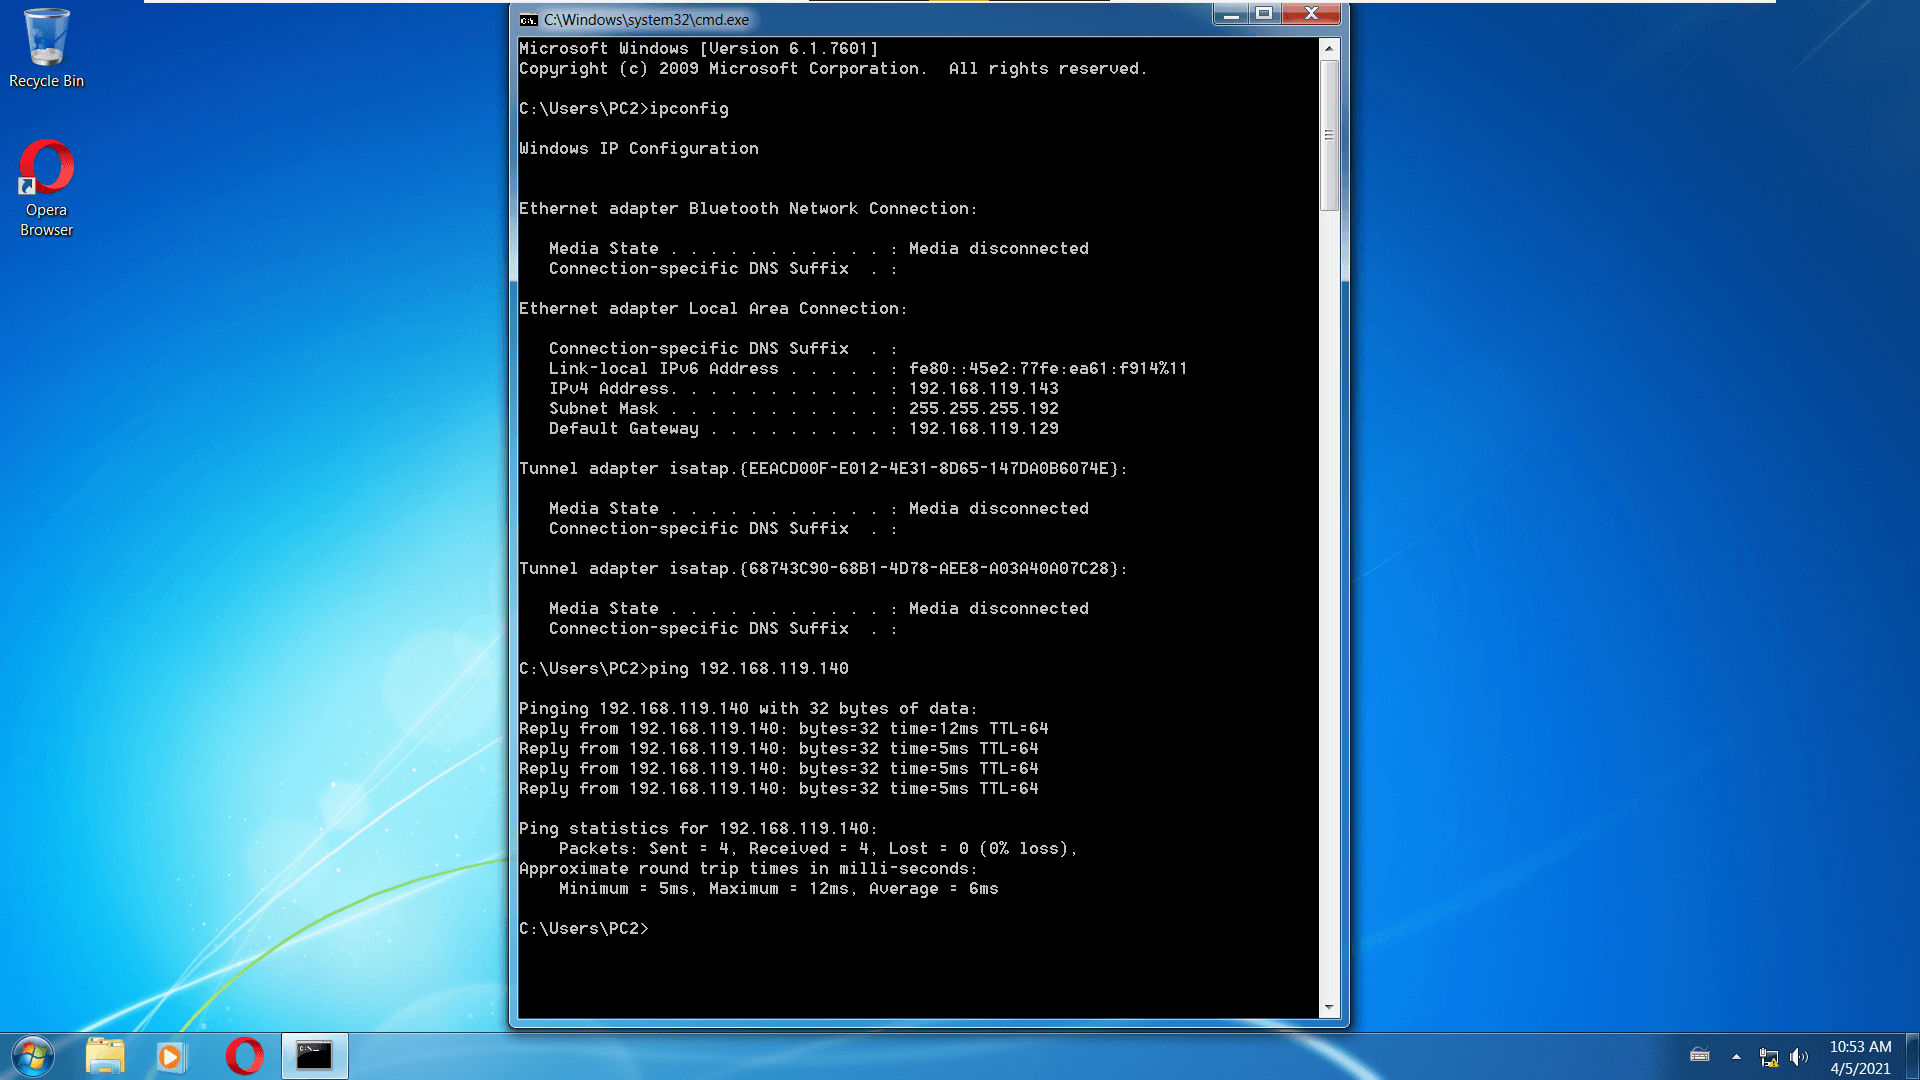 Recycle Bin
Opera
Browser
C:\Windows\system32\cmd.exe
Microsoft Windows [Version 6.1.7601]
Copyright (c) 2009 Microsoft Corporation.  All rights reserved.
C:\Users\PC2>ipconfig
Windows IP Configuration
Ethernet adapter Bluetooth Network Connection:
   Media State . . . . . . . . . . . : Media disconnected
   Connection-specific DNS Suffix  . :
Ethernet adapter Local Area Connection:
   Connection-specific DNS Suffix  . :
   Link-local IPv6 Address . . . . . : fe80::45e2:77fe:ea61:f914%11
   IPv4 Address. . . . . . . . . . . : 192.168.119.143
   Subnet Mask . . . . . . . . . . . : 255.255.255.192
   Default Gateway . . . . . . . . . : 192.168.119.129
Tunnel adapter isatap.{EEACD00F-E012-4E31-8D65-147DA0B6074E}:
   Media State . . . . . . . . . . . : Media disconnected
   Connection-specific DNS Suffix  . :
Tunnel adapter isatap.{68743C90-68B1-4D78-AEE8-A03A40A07C28}:
   Media State . . . . . . . . . . . : Media disconnected
   Connection-specific DNS Suffix  . :
C:\Users\PC2>ping 192.168.119.140
Pinging 192.168.119.140 with 32 bytes of data:
Reply from 192.168.119.140: bytes=32 time=12ms TTL=64
Reply from 192.168.119.140: bytes=32 time=5ms TTL=64
Reply from 192.168.119.140: bytes=32 time=5ms TTL=64
Reply from 192.168.119.140: bytes=32 time=5ms TTL=64
Ping statistics for 192.168.119.140:
    Packets: Sent = 4, Received = 4, Lost = 0 (0% loss),
Approximate round trip times in milli-seconds:
    Minimum = 5ms, Maximum = 12ms, Average = 6ms
C:\Users\PC2>
10:53 AM
4/5/2021